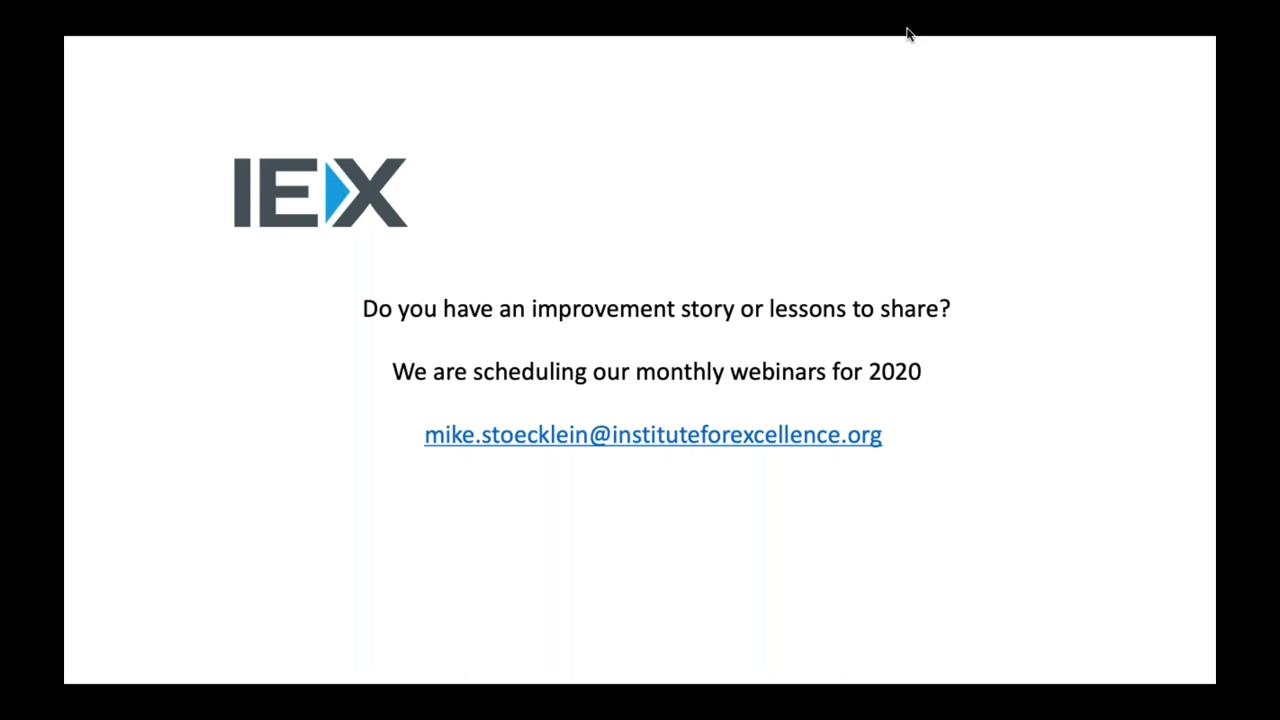 IEX
Do you have an improvement story or lessons to share?
We are scheduling our monthly webinars for 2020
mike.stoecklein@instituteforexcellence.org